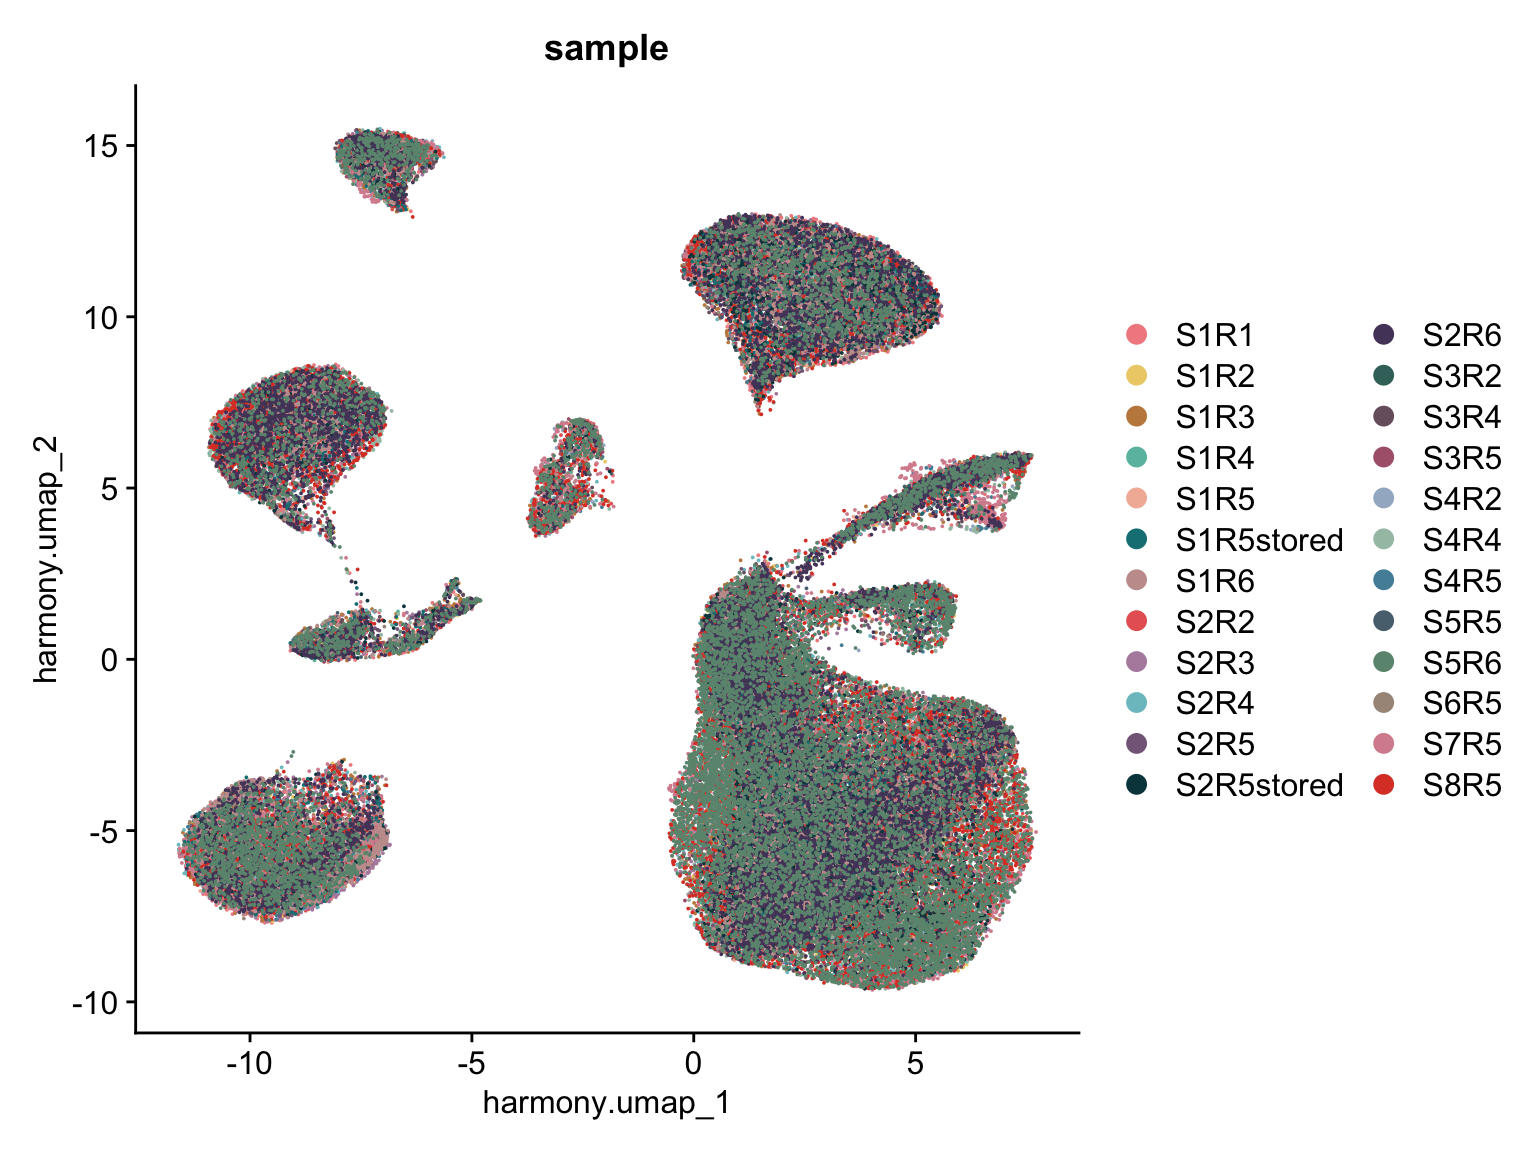 sample
15
10
5
0
-5
-10
harmony.umap_2
-10
-5
0
5
harmony.umap_1
S1R1
S1R2
S1R3
S1R4
S1R5
S1R5stored
S1R6
S2R2
S2R3
S2R4
S2R5
S2R5stored
S2R6
S3R2
S3R4
S3R5
S4R2
S4R4
S4R5
S5R5
S5R6
S6R5
S7R5
S8R5